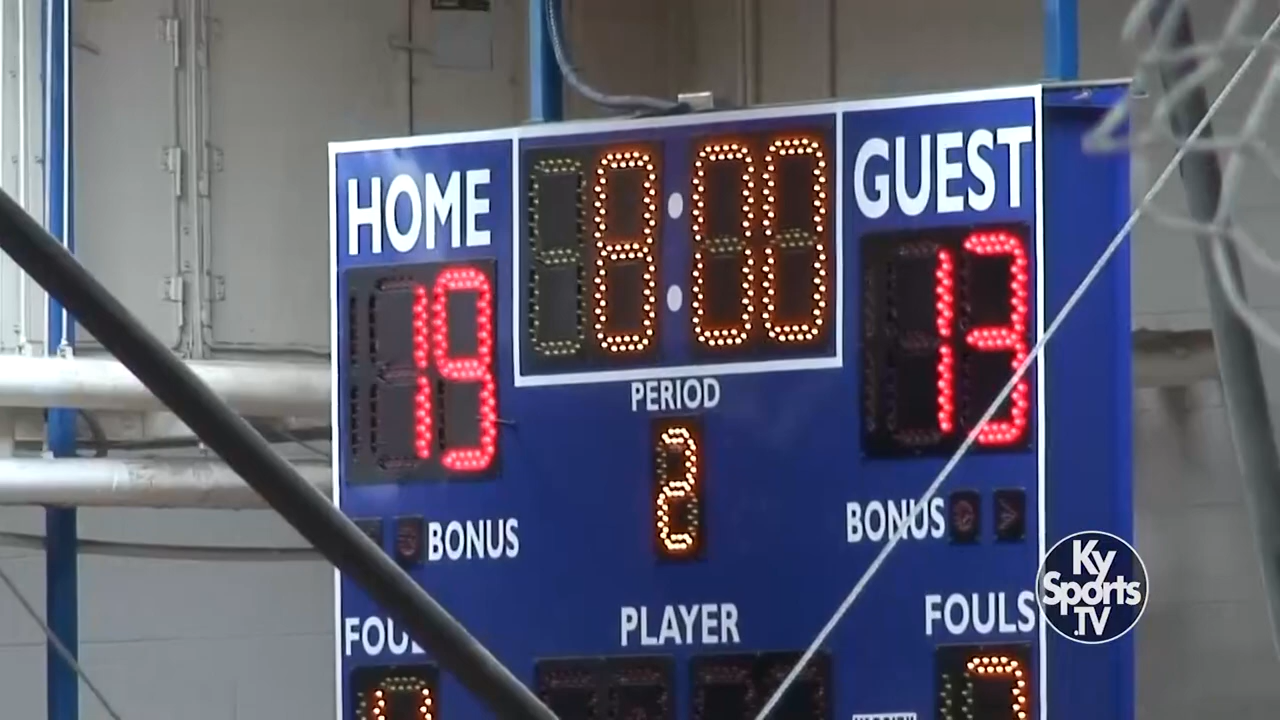 HOME
8:00
GUEST
19
13
PERIOD
2
BONUS
BONUS
PLAYER
FOULS
Ky
Sports
.TV